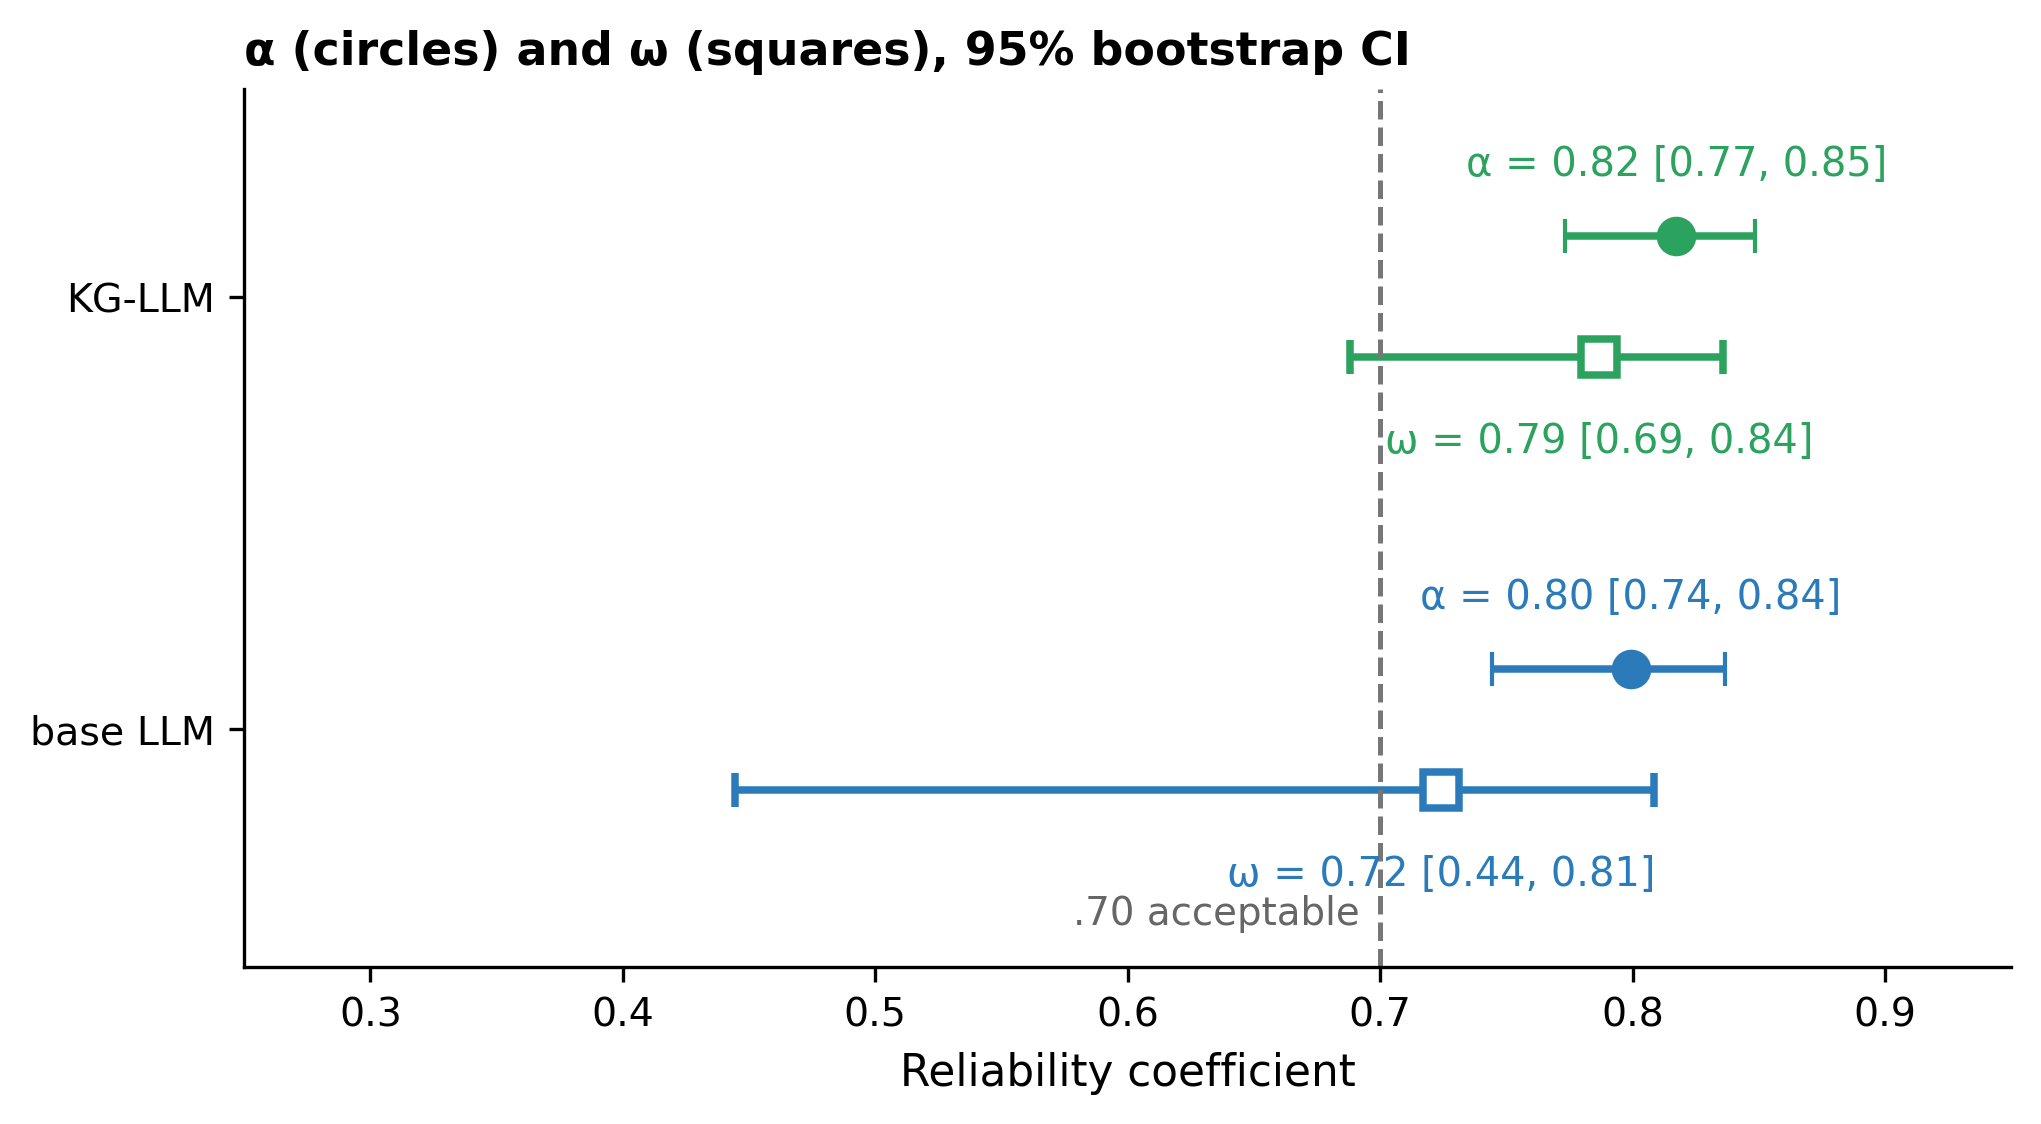 α (circles) and ω (squares), 95% bootstrap CI
α = 0.82 [0.77, 0.85]
KG-LLM
ω = 0.79 [0.69, 0.84]
α = 0.80 [0.74, 0.84]
base LLM
ω = 0.72 [0.44, 0.81]
.70 acceptable
0.3 0.4 0.5 0.6 0.7 0.8 0.9
Reliability coefficient